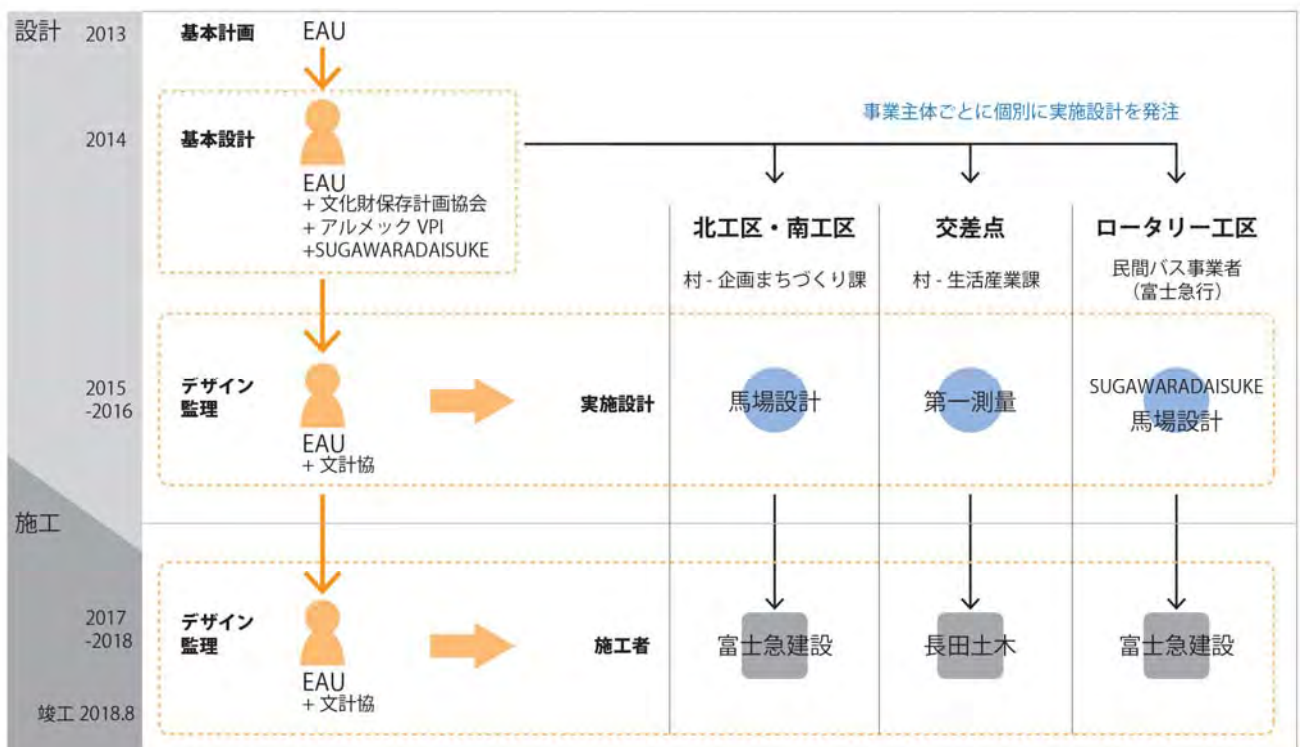 設計
2013
基本計画
EAU
2014
基本設計
EAU
+ 文化財保存計画協会
+ アルメック VPI
+SUGAWARADAISUKE
事業主体ごとに個別に実施設計を発注
北工区・南工区
村 - 企画まちづくり課
交差点
村 - 生活産業課
ロータリー工区
民間バス事業者
(富士急行)
2015
-2016
デザイン
監理
EAU
+ 文計協
実施設計
馬場設計
第一測量
SUGAWARADAISUKE
馬場設計
施工
2017
-2018
デザイン
監理
EAU
+ 文計協
施工者
富士急建設
長田土木
富士急建設
竣工 2018.8